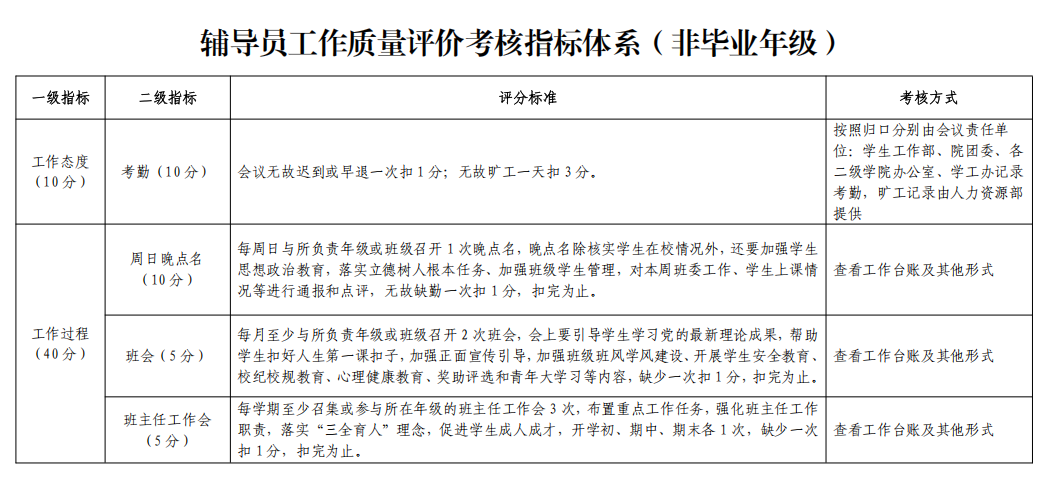 辅导员工作质量评价考核指标体系（非毕业年级）
一级指标
二级指标
评分标准
考核方式
工作态度
（10分）
考勤（10分）
会议无故迟到或早退一次扣1分；无故旷工一天扣3分。
按照归口分别由会议责任单
位：学生工作部、院团委、各
二级学院办公室、学工办记录
考勤，旷工记录由人力资源部
提供
工作过程
（40分）
周日晚点名
（10分）
每周日与所负责年级或班级召开1次晚点名，晚点名除核实学生在校情况外，还要加强学生
思想政治教育，落实立德树人根本任务、加强班级学生管理，对本周班委工作、学生上课情
况等进行通报和点评，无故缺勤一次扣1分，扣完为止。
查看工作台账及其他形式
班会（5分）
每月至少与所负责年级或班级召开2次班会，会上要引导学生学习党的最新理论成果，帮助
学生扣好人生第一课扣子，加强正面宣传引导，加强班级班风学风建设、开展学生安全教育、
校纪校规教育、心理健康教育、奖助评选和青年大学习等内容，缺少一次扣1分，扣完为止。
查看工作台账及其他形式
班主任工作会
（5分）
每学期至少召集或参与所在年级的班主任工作会3次，布置重点工作任务，强化班主任工作
职责，落实“三全育人”理念，促进学生成人成才，开学初、期中、期末各1次，缺少一次
扣1分，扣完为止。
查看工作台账及其他形式